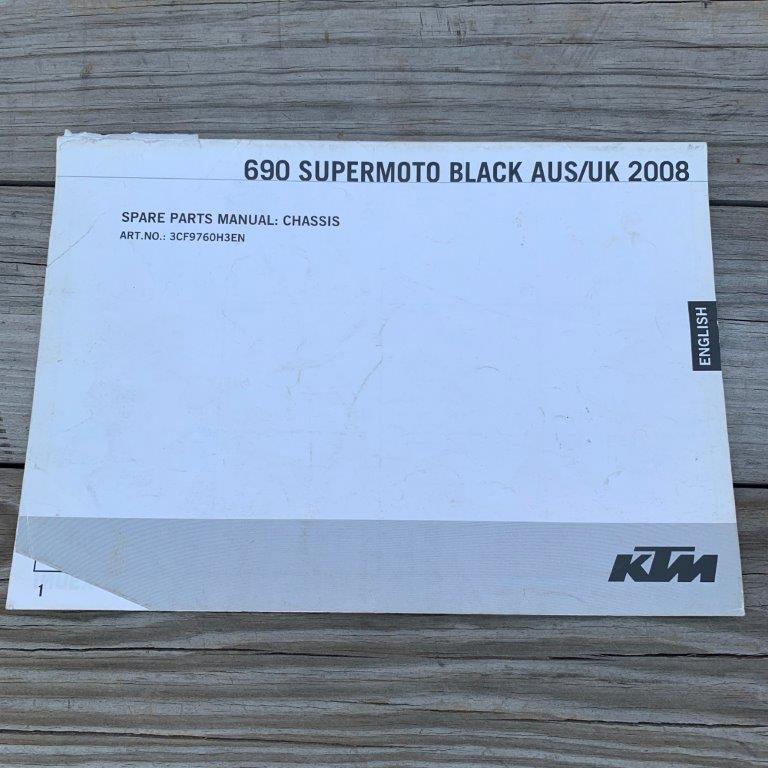 690 SUPERMOTO BLACK AUS/UK 2008
SPARE PARTS MANUAL: CHASSIS
ART.NO.: 3CF9760H3EN
ENGLISH
KTM
1